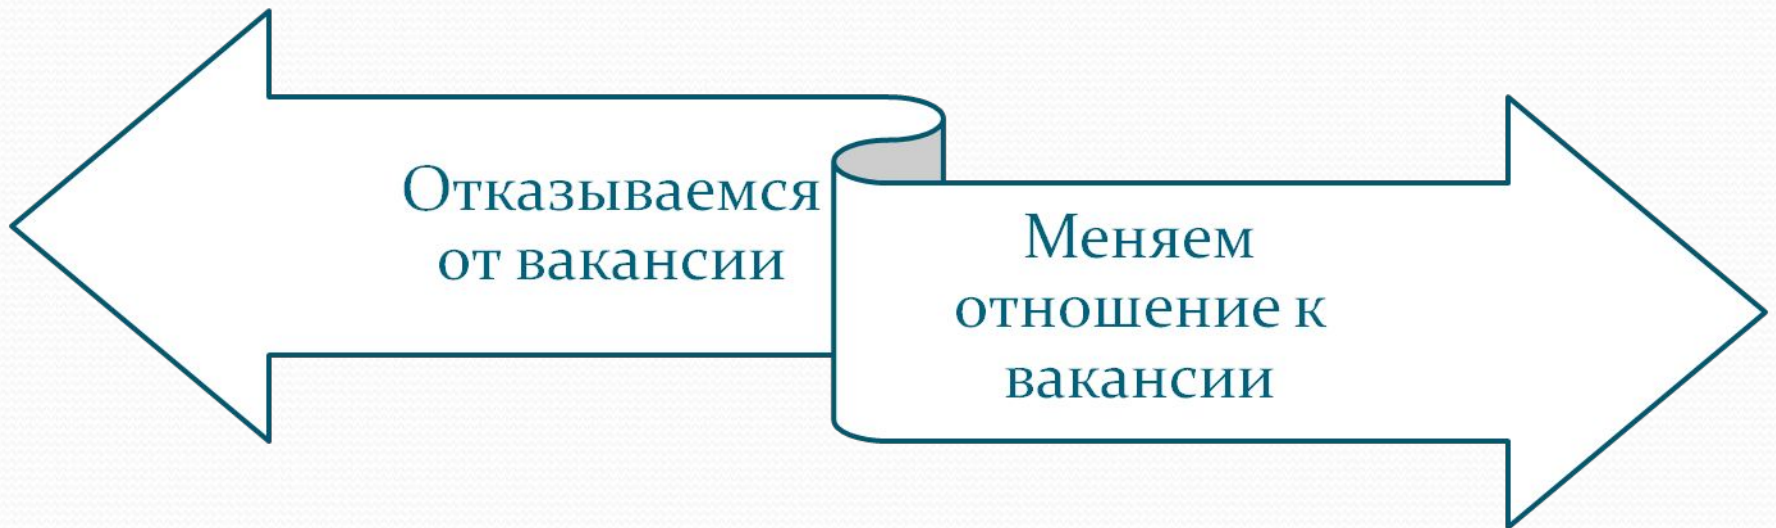 Отказываемся
от вакансии
Меняем
отношение к
вакансии